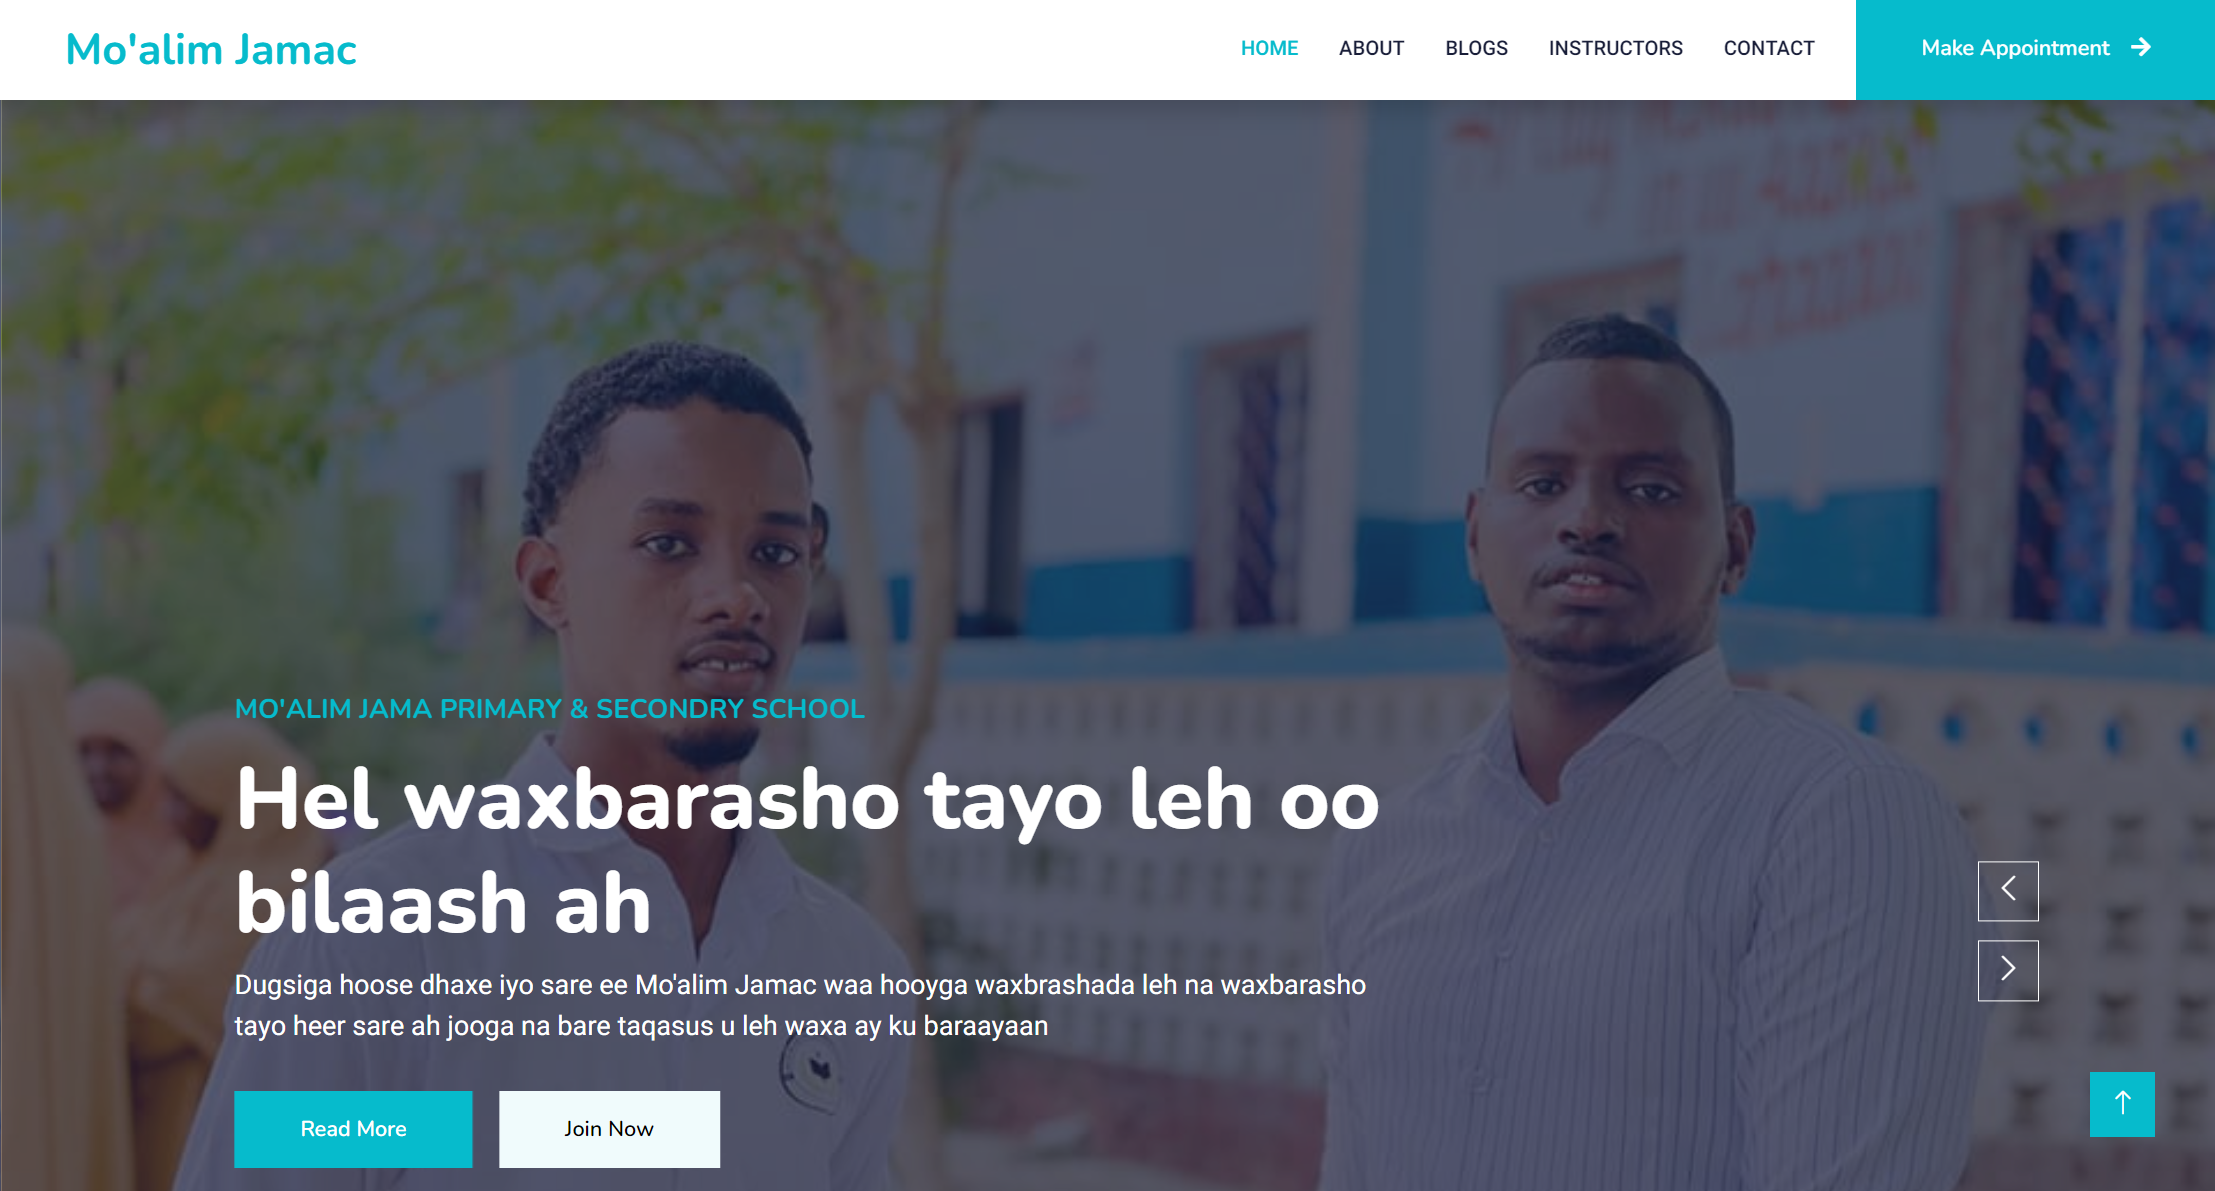 Mo'alim Jamac
HOME ABOUT BLOGS INSTRUCTORS CONTACT Make Appointment
MO'ALIM JAMA PRIMARY & SECONDRY SCHOOL
Hel waxbarasho tayo leh oo
bilaash ah
Dugsiga hoose dhaxe iyo sare ee Mo'alim Jamac waa hooyga waxbrashada leh na waxbarasho
tayo heer sare ah jooga na bare taqasus u leh waxa ay ku baraayaan
Read More Join Now